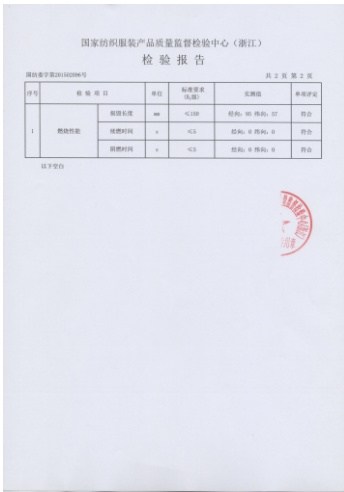 国家纺织服装产品质量监督检验中心（浙江）
检 验 报 告
共 2 页 第 2 页
序号 检 验 项 目 单位 标准要求 实测值 单项评定
1 燃烧性能 损毁长度 mm ≤150 符合
续燃时间 s ≤5 经向：0 纬向：0 符合
阴燃时间 s ≤5 经向：0 纬向：0 符合
以下空白